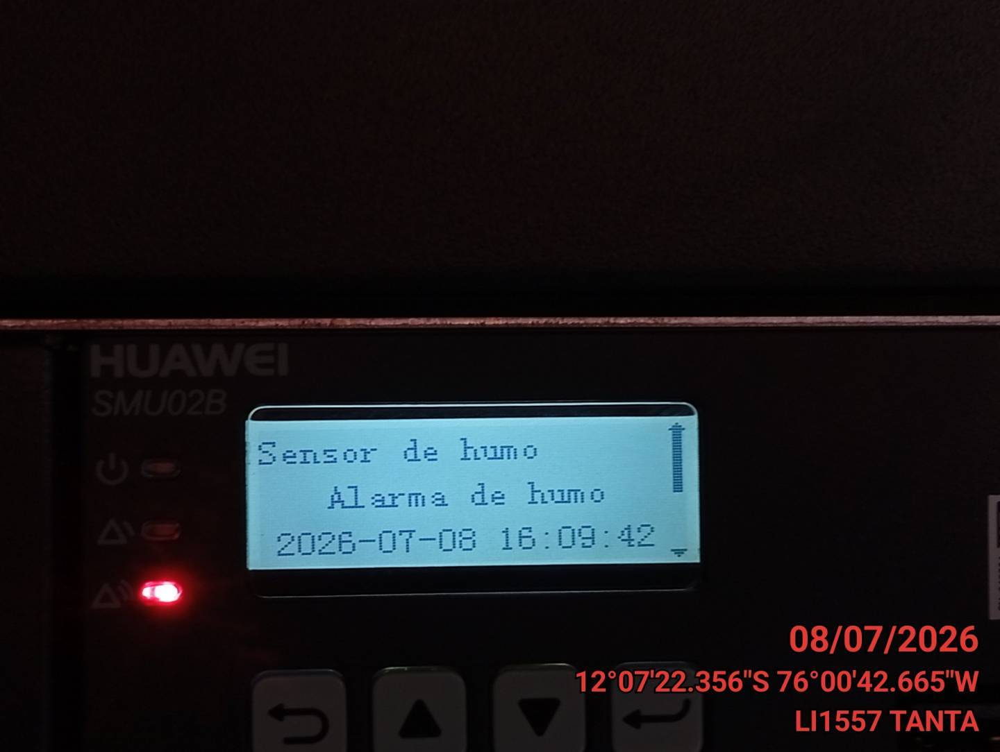 HUAWEI
SMU02B
Sensor de humo
Alarma de humo
2026-07-08 16:09:42
08/07/2026
12°07'22.356"S 76°00'42.665"W
LI1557 TANTA